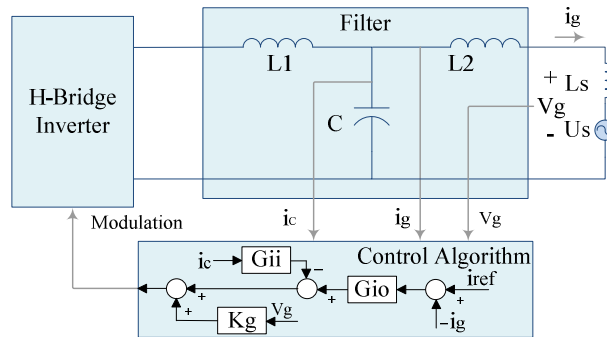 Filter
ig
L1
L2
H-Bridge
Inverter
C
+ Ls
Vg
- Us
ic
ig
Vg
Modulation
Control Algorithm
ic
Gii
-
iref
+
+
Gio
+
-ig
+
Kg
Vg
+